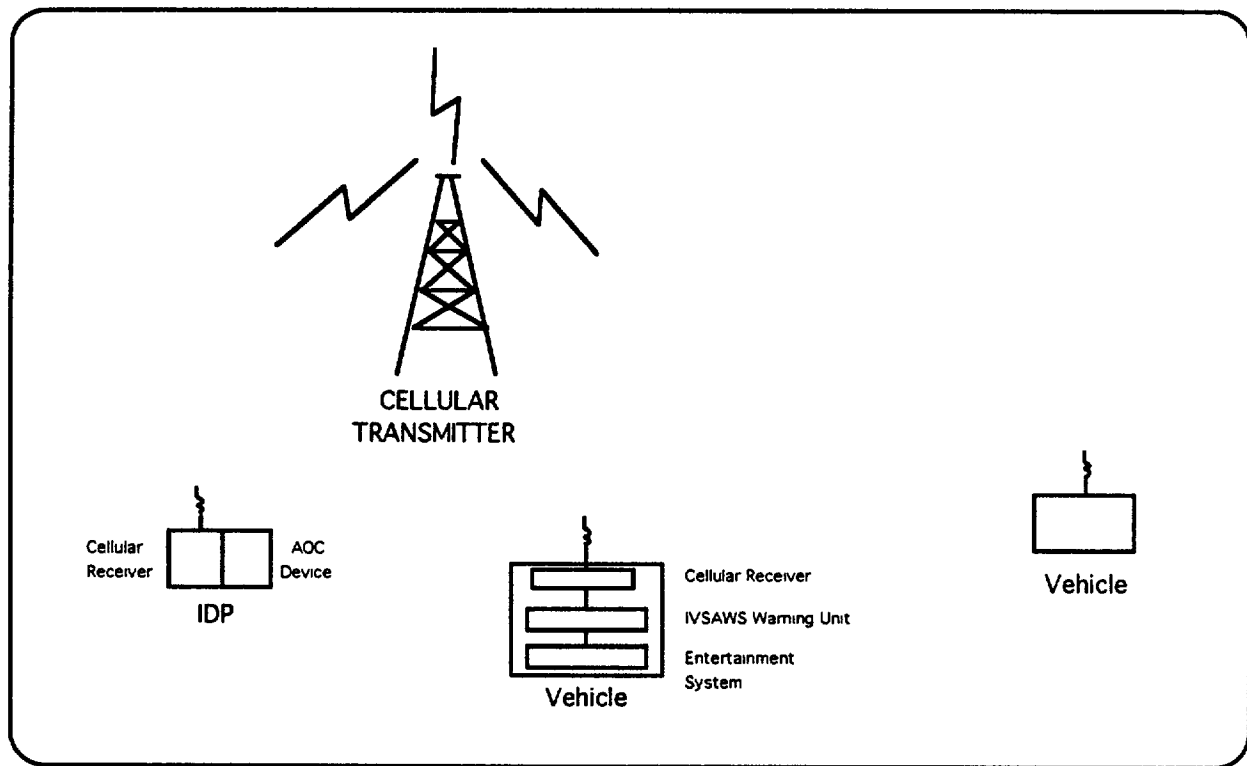 CELLULAR
TRANSMITTER
Cellular
Receiver
AOC
Device
IDP
Cellular Receiver
IVSAWS Warning Unit
Entertainment
System
Vehicle
Vehicle